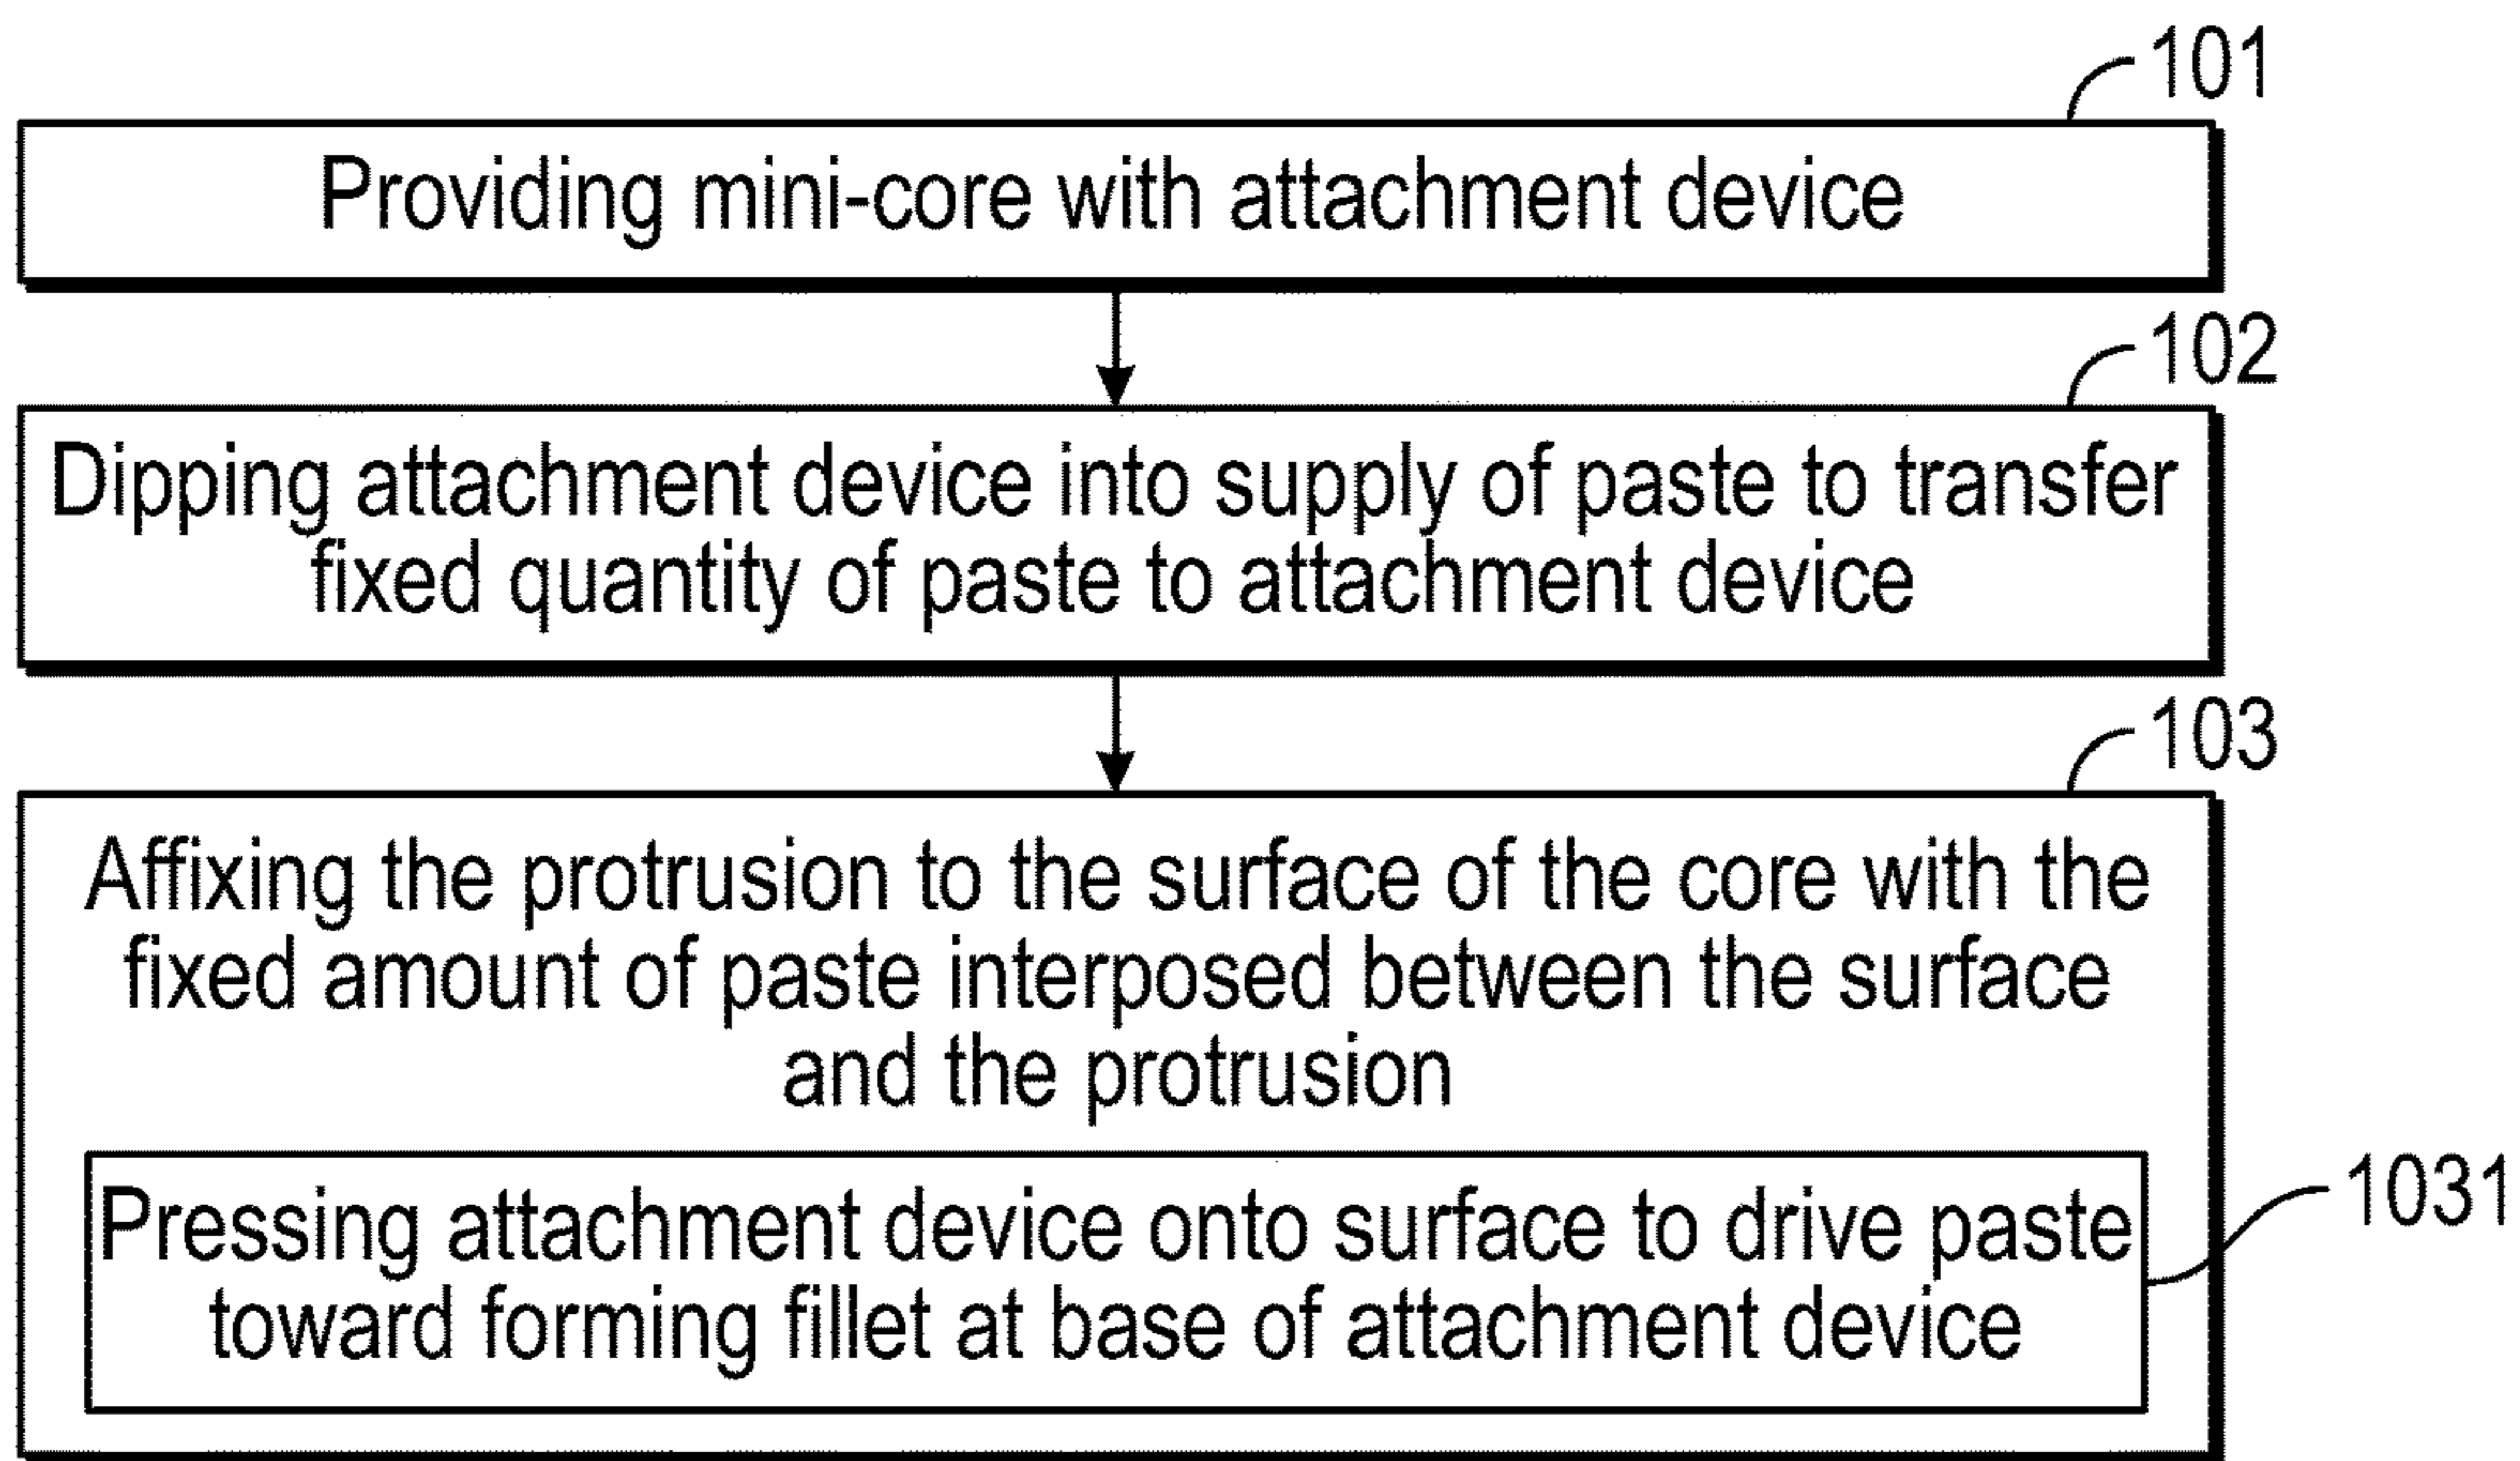 101
Providing mini-core with attachment device
102
Dipping attachment device into supply of paste to transfer
fixed quantity of paste to attachment device
103
Affixing the protrusion to the surface of the core with the
fixed amount of paste interposed between the surface
and the protrusion
1031
Pressing attachment device onto surface to drive paste
toward forming fillet at base of attachment device